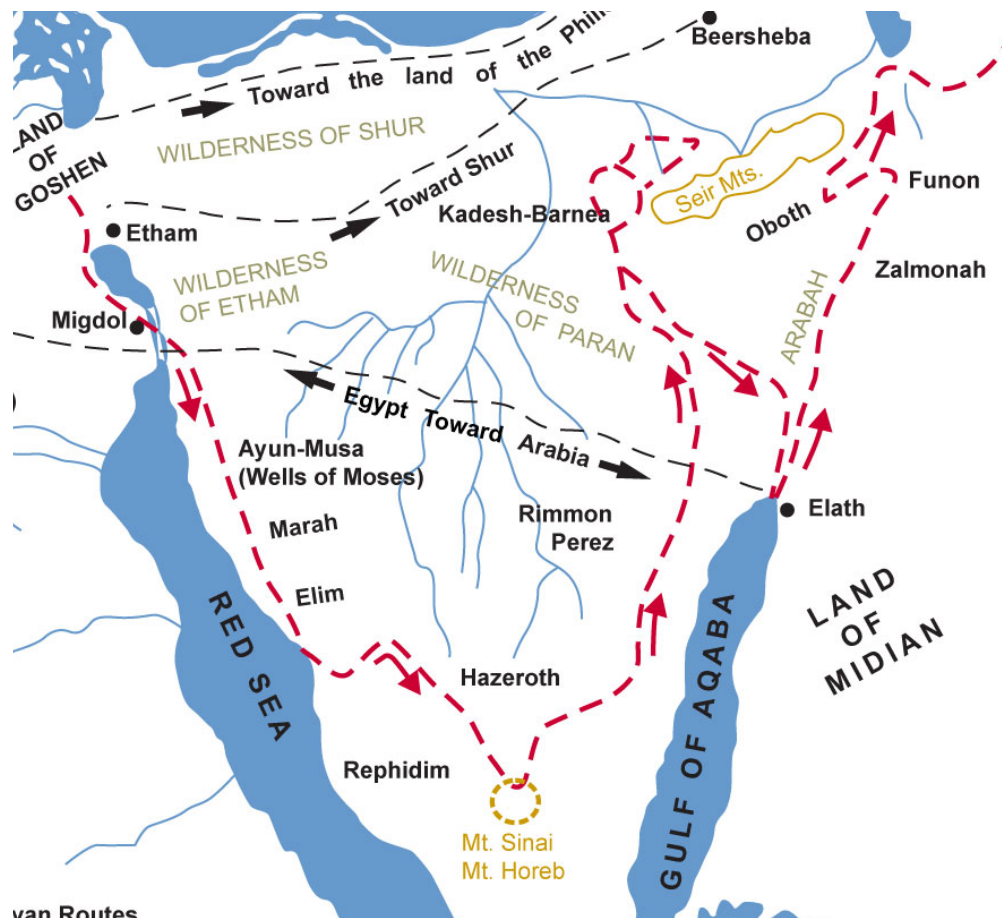 Beersheba
Toward the land of the Phil
LAND
OF
GOSHEN
WILDERNESS OF SHUR
Toward Shur
Seir Mts.
Funon
Kadesh-Barnea
Oboth
Etham
WILDERNESS
OF ETHAM
WILDERNESS
OF PARAN
Zalmonah
ARABAH
Migdol
Egypt Toward Arabia
Ayun-Musa
(Wells of Moses)
Marah
Rimmon
Perez
Elath
Elim
RED SEA
LAND
OF
MIDIAN
Hazeroth
GULF OF AQABA
Rephidim
Mt. Sinai
Mt. Horeb
van Routes